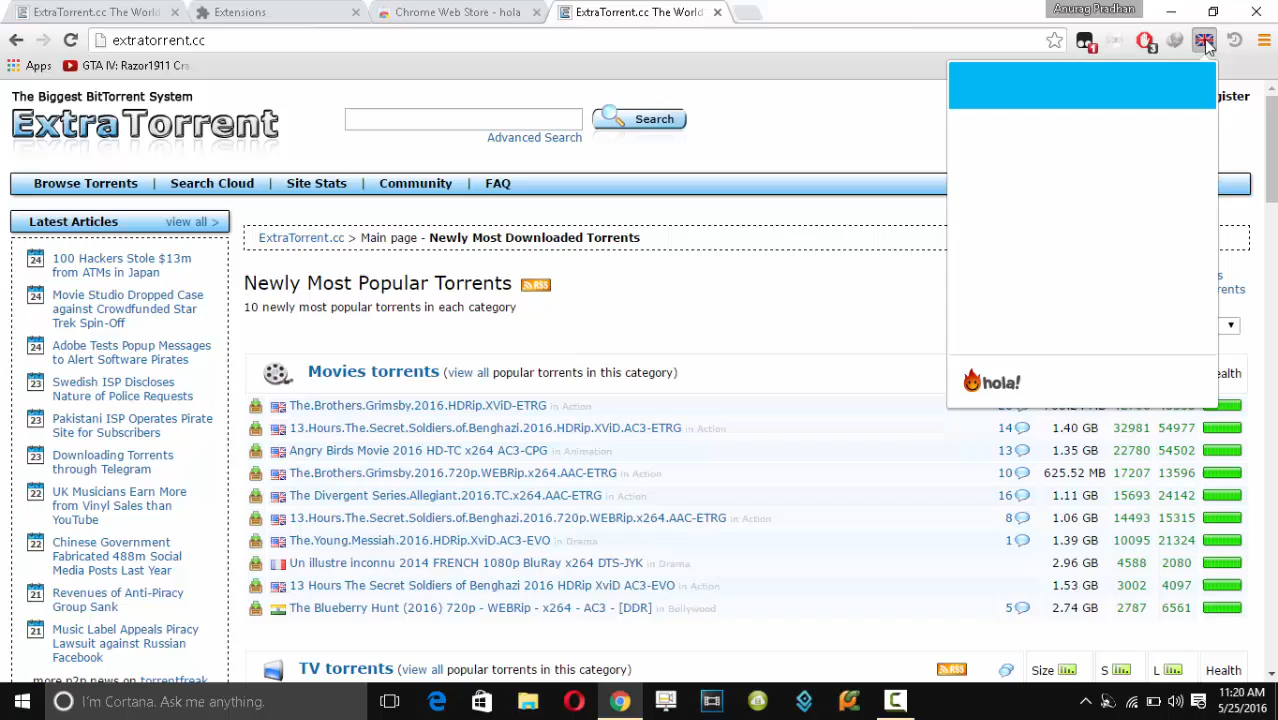 ExtraTorrent.cc The World
Extensions
Chrome Web Store - hola
ExtraTorrent.cc The World
Anurag Pradhan
extratorrent.cc
1
3
Apps
GTA IV: Razor1911 Cra
The Biggest BitTorrent System
ExtraTorrent
Search
Advanced Search
gister
Browse Torrents | Search Cloud | Site Stats | Community | FAQ
Latest Articles view all >
ExtraTorrent.cc > Main page - Newly Most Downloaded Torrents
24 100 Hackers Stole $13m
from ATMs in Japan
24 Movie Studio Dropped Case
against Crowdfunded Star
Trek Spin-Off
24 Adobe Tests Popup Messages
to Alert Software Pirates
23 Swedish ISP Discloses
Nature of Police Requests
23 Pakistani ISP Operates Pirate
Site for Subscribers
23 Downloading Torrents
through Telegram
22 UK Musicians Earn More
from Vinyl Sales than
YouTube
22 Chinese Government
Fabricated 488m Social
Media Posts Last Year
21 Revenues of Anti-Piracy
Group Sank
21 Music Label Appeals Piracy
Lawsuit against Russian
Facebook
more p2p news on torrentfreak
Newly Most Popular Torrents RSS
10 newly most popular torrents in each category
s
rrents
hola!
Movies torrents (view all popular torrents in this category)
ealth
The.Brothers.Grimsby.2016.HDRip.XViD-ETRG in Action
13.Hours.The.Secret.Soldiers.of.Benghazi.2016.HDRip.XViD.AC3-ETRG in Action 14 1.40 GB 32981 54977
Angry Birds Movie 2016 HD-TC x264 AC3-CPG in Animation 13 1.35 GB 22780 54502
The.Brothers.Grimsby.2016.720p.WEBRip.x264.AAC-ETRG in Action 10 625.52 MB 17207 13596
The.Divergent Series.Allegiant.2016.TC.x264.AAC-ETRG in Action 16 1.11 GB 15693 24142
13.Hours.The.Secret.Soldiers.of.Benghazi.2016.720p.WEBRip.x264.AAC-ETRG in Action 8 1.06 GB 14493 15315
The.Young.Messiah.2016.HDRip.XviD.AC3-EVO in Drama 1 1.39 GB 10095 21324
Un illustre inconnu 2014 FRENCH 1080p BluRay x264 DTS-JYK in Drama 2.96 GB 4588 2080
13 Hours The Secret Soldiers of Benghazi 2016 HDRip XviD AC3-EVO in Action 1.53 GB 3002 4097
The Blueberry Hunt (2016) 720p - WEBRip - x264 - AC3 - [DDR] in Bollywood 5 2.74 GB 2787 6561
TV torrents (view all popular torrents in this category) RSS Size S L Health
I'm Cortana. Ask me anything.
11:20 AM
5/25/2016